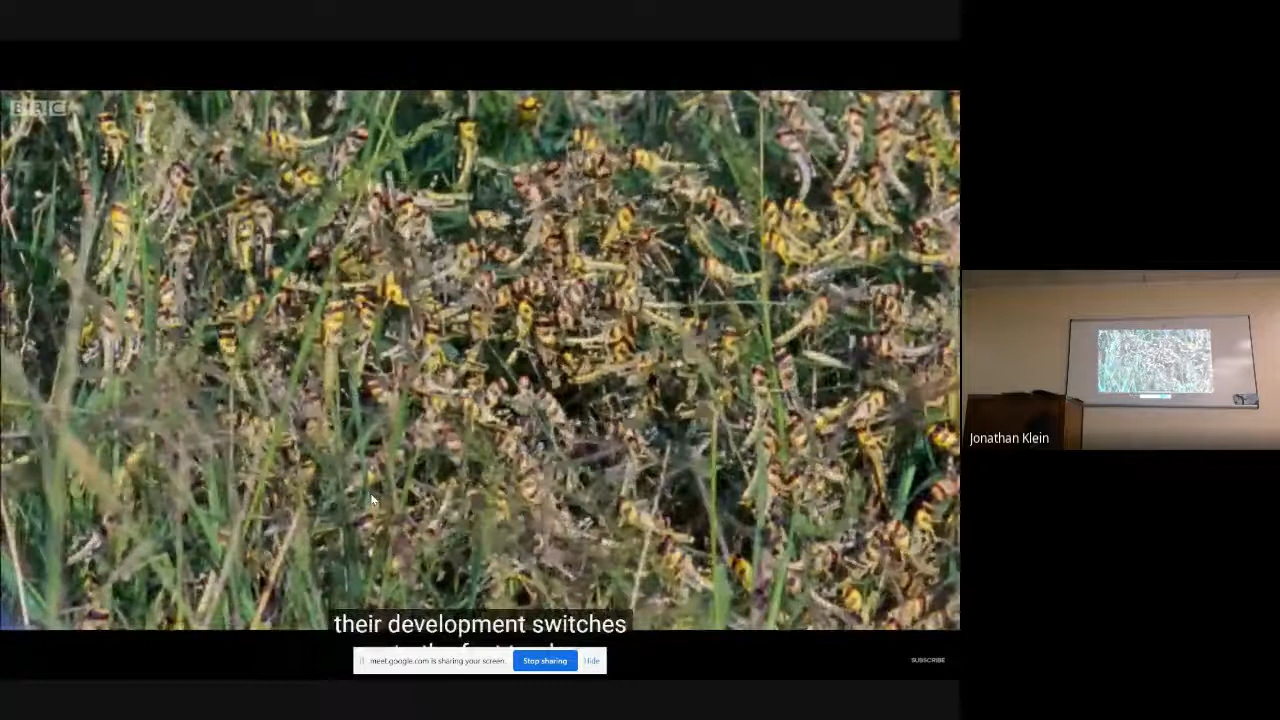 BBC
their development switches
meet.google.com is sharing your screen.
Stop sharing
Hide
SUBSCRIBE
Jonathan Klein